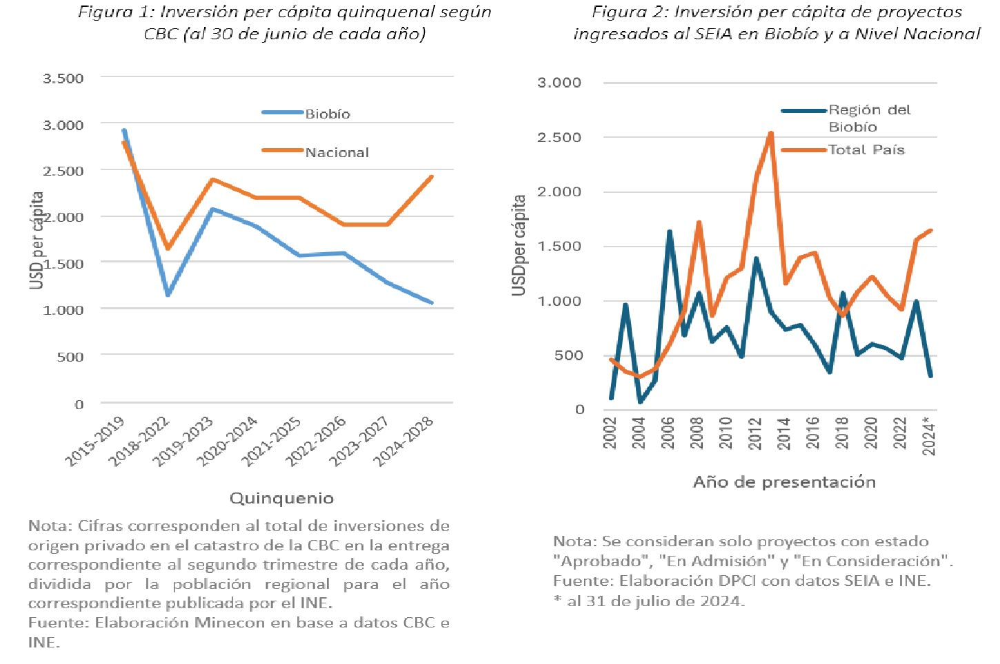 Figura 1: Inversión per cápita quinquenal según
CBC (al 30 de junio de cada año)
3.500
3.000
2.500
2.000
1.500
1.000
500
0
USD per cápita
Biobío
Nacional
2015-2019
2018-2022
2019-2023
2020-2024
2021-2025
2022-2026
2023-2027
2024-2028
Quinquenio
Nota: Cifras corresponden al total de inversiones de
origen privado en el catastro de la CBC en la entrega
correspondiente al segundo trimestre de cada año,
dividida por la población regional para el año
correspondiente publicada por el INE.
Fuente: Elaboración Minecon en base a datos CBC e
INE.
Figura 2: Inversión per cápita de proyectos
ingresados al SEIA en Biobío y a Nivel Nacional
3.000
2.500
2.000
1.500
1.000
500
0
USDper cápita
Región del
Biobío
Total País
2002
2004
2006
2008
2010
2012
2014
2016
2018
2020
2022
2024*
Año de presentación
Nota: Se consideran solo proyectos con estado
"Aprobado", "En Admisión" y "En Consideración".
Fuente: Elaboración DPCI con datos SEIA e INE.
* al 31 de julio de 2024.